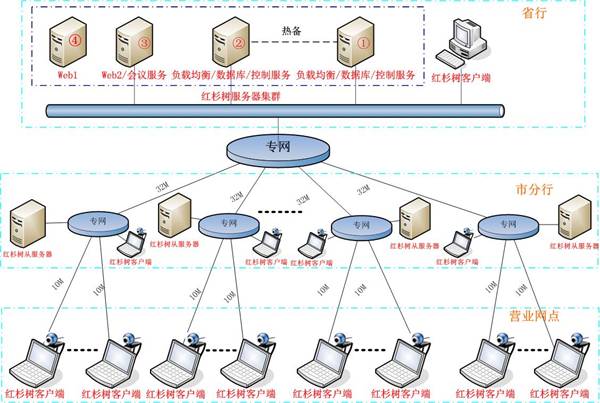 省行
热备
④
③
②
①
Web1
Web2/会议服务
负载均衡/数据库/控制服务
负载均衡/数据库/控制服务
红杉树客户端
红杉树服务器集群
专网
32M
32M
32M
32M
市分行
专网
专网
专网
专网
红杉树从服务器
红杉树从服务器
红杉树从服务器
红杉树从服务器
红杉树客户端
红杉树客户端
红杉树客户端
红杉树客户端
10M
10M
10M
10M
10M
10M
10M
10M
营业网点
红杉树客户端
红杉树客户端
红杉树客户端
红杉树客户端
红杉树客户端
红杉树客户端
红杉树客户端
红杉树客户端